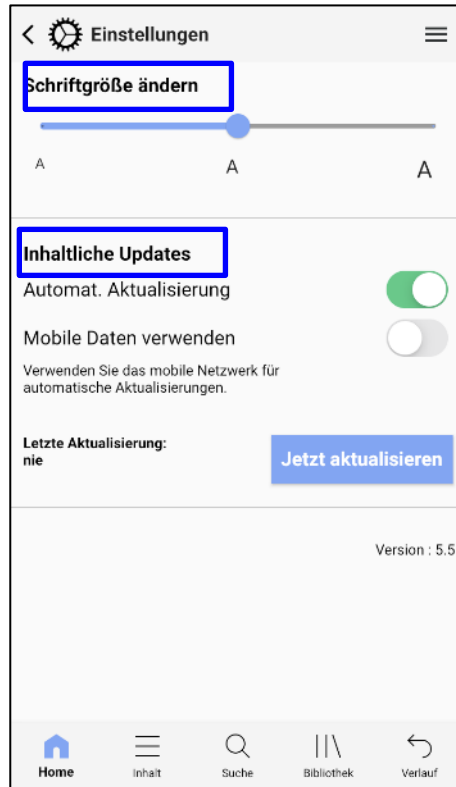 Einstellungen
Schriftgröße ändern
A A A
Inhaltliche Updates
Automat. Aktualisierung
Mobile Daten verwenden
Verwenden Sie das mobile Netzwerk für
automatische Aktualisierungen.
Letzte Aktualisierung:
nie
Jetzt aktualisieren
Version : 5.5
Home Inhalt Suche Bibliothek Verlauf